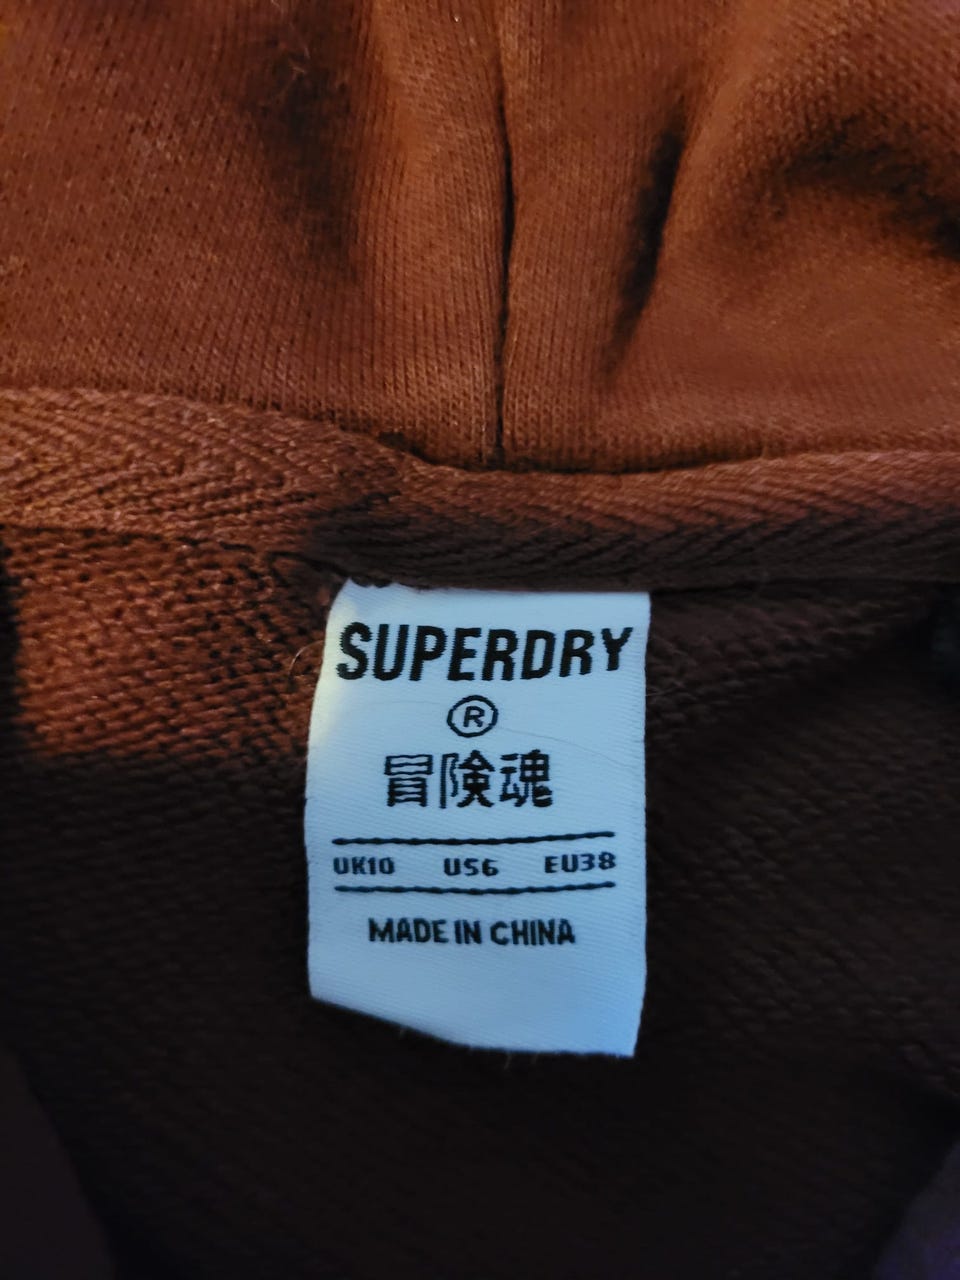 SUPERDRY
®
冒険魂
UK10 US6 EU38
MADE IN CHINA